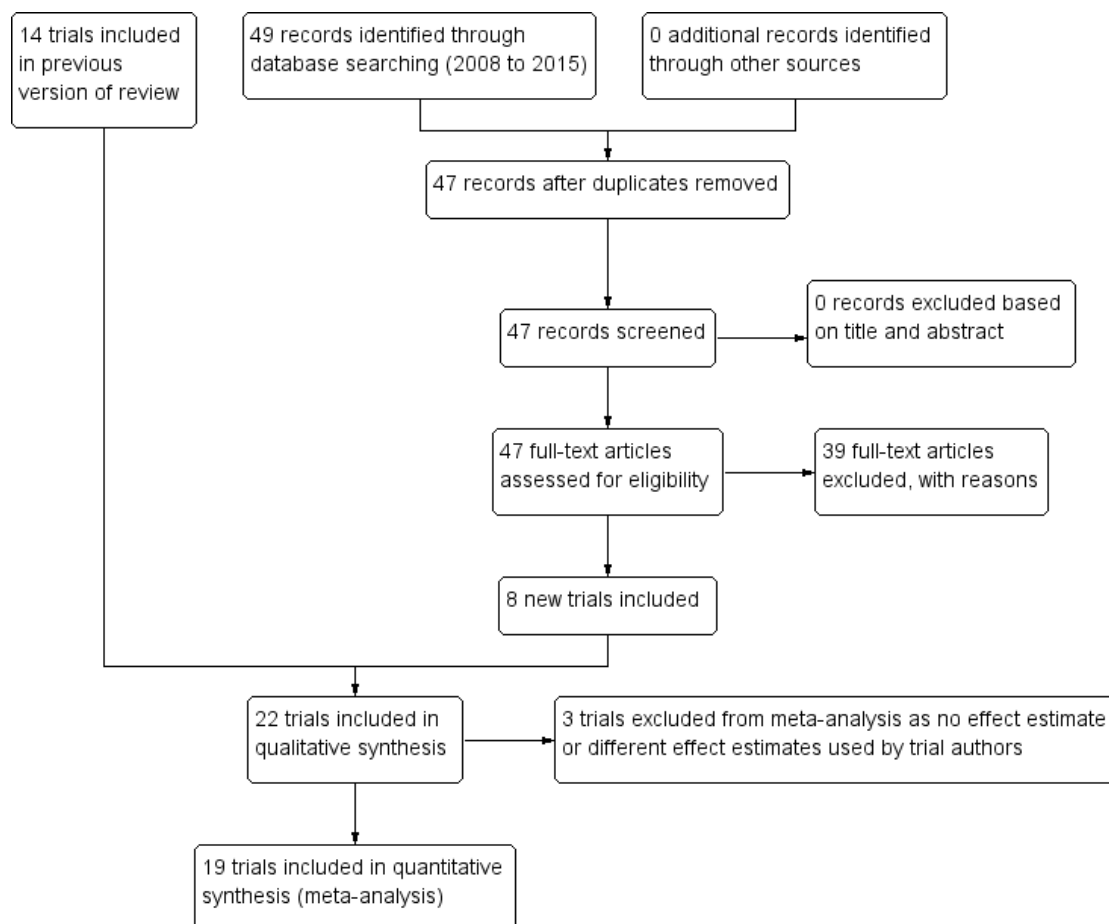 14 trials included
in previous
version of review
49 records identified through
database searching (2008 to 2015)
0 additional records identified
through other sources
47 records after duplicates removed
47 records screened
0 records excluded based
on title and abstract
47 full-text articles
assessed for eligibility
39 full-text articles
excluded, with reasons
8 new trials included
22 trials included in
qualitative synthesis
3 trials excluded from meta-analysis as no effect estimate
or different effect estimates used by trial authors
19 trials included in quantitative
synthesis (meta-analysis)